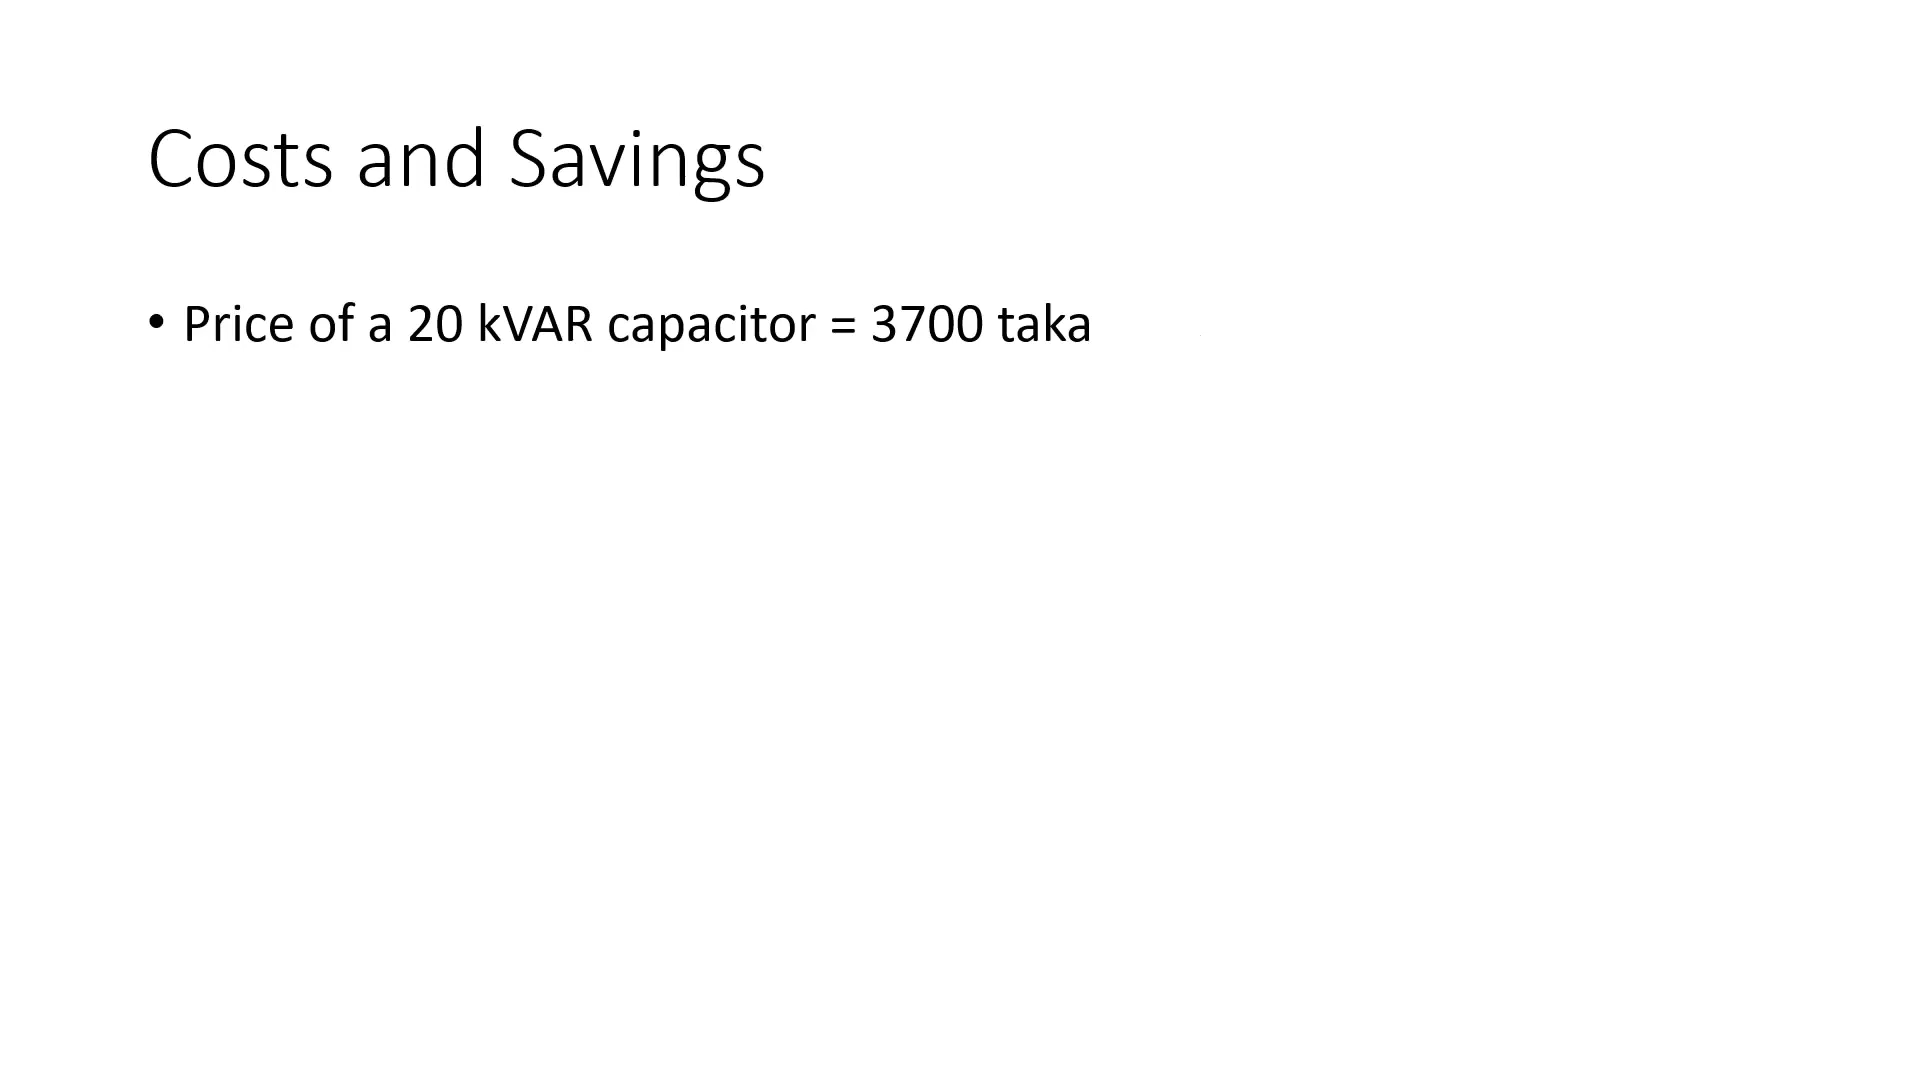 Costs and Savings
• Price of a 20 kVAR capacitor = 3700 taka